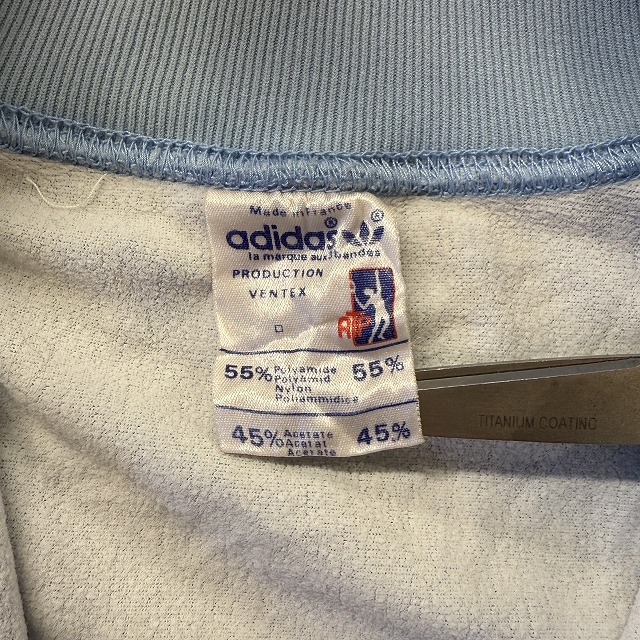 Made in France
adidas®
®
la marque aux 3 bandes
PRODUCTION
VENTEX
ATP
55% Polyamide 55%
Polyamid
Nylon
Poliammidica
45% Acetate 45%
Acetat
Acetate
TITANIUM COATING